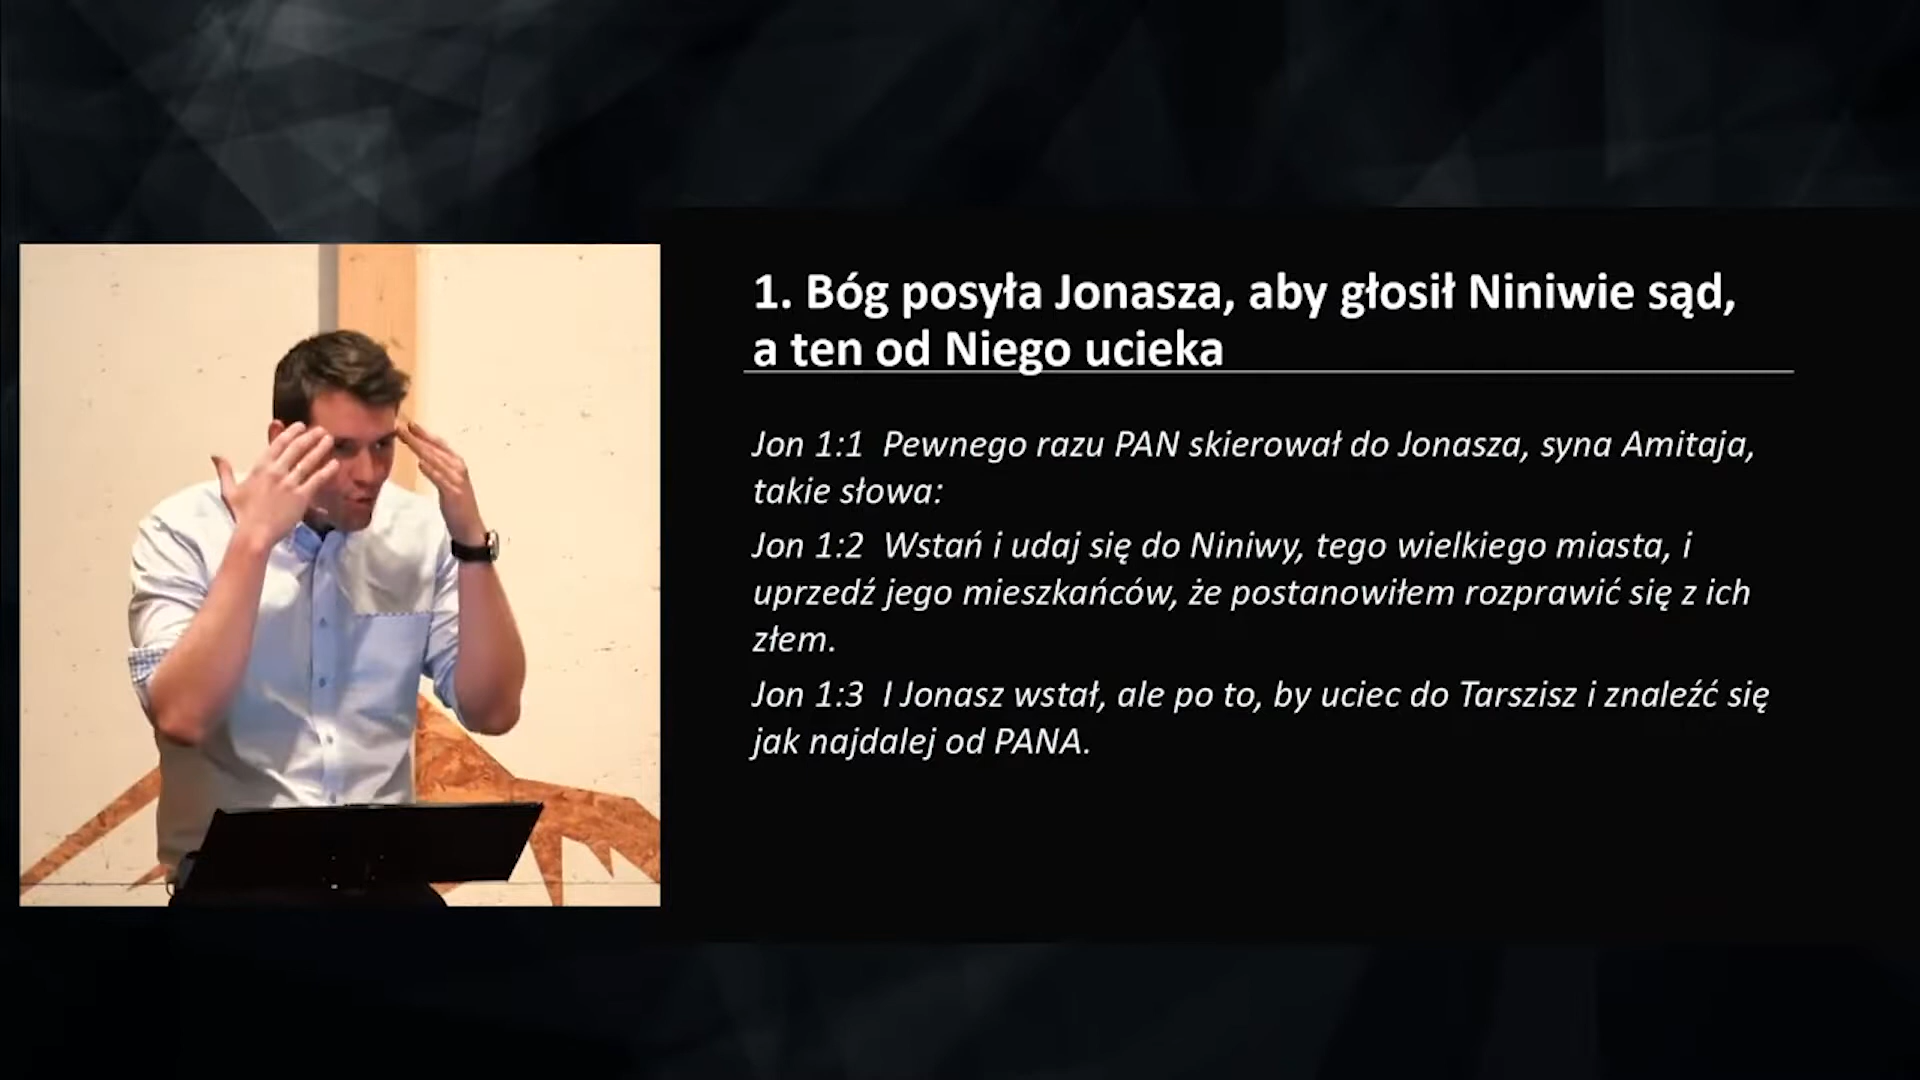 1. Bóg posyła Jonasza, aby głosił Niniwie sąd,
a ten od Niego ucieka
Jon 1:1  Pewnego razu PAN skierował do Jonasza, syna Amitaja,
takie słowa:
Jon 1:2  Wstań i udaj się do Niniwy, tego wielkiego miasta, i
uprzedź jego mieszkańców, że postanowiłem rozprawić się z ich
złem.
Jon 1:3  I Jonasz wstał, ale po to, by uciec do Tarszisz i znaleźć się
jak najdalej od PANA.